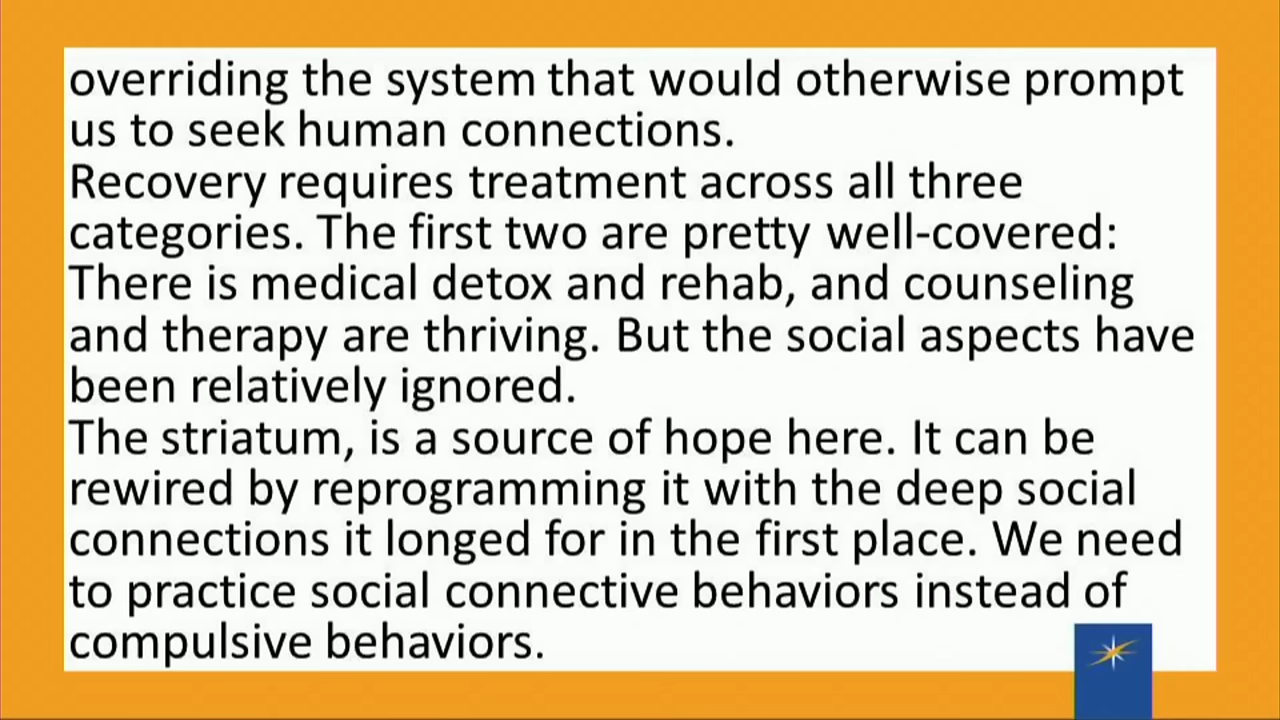 overriding the system that would otherwise prompt
us to seek human connections.
Recovery requires treatment across all three
categories. The first two are pretty well-covered:
There is medical detox and rehab, and counseling
and therapy are thriving. But the social aspects have
been relatively ignored.
The striatum, is a source of hope here. It can be
rewired by reprogramming it with the deep social
connections it longed for in the first place. We need
to practice social connective behaviors instead of
compulsive behaviors.